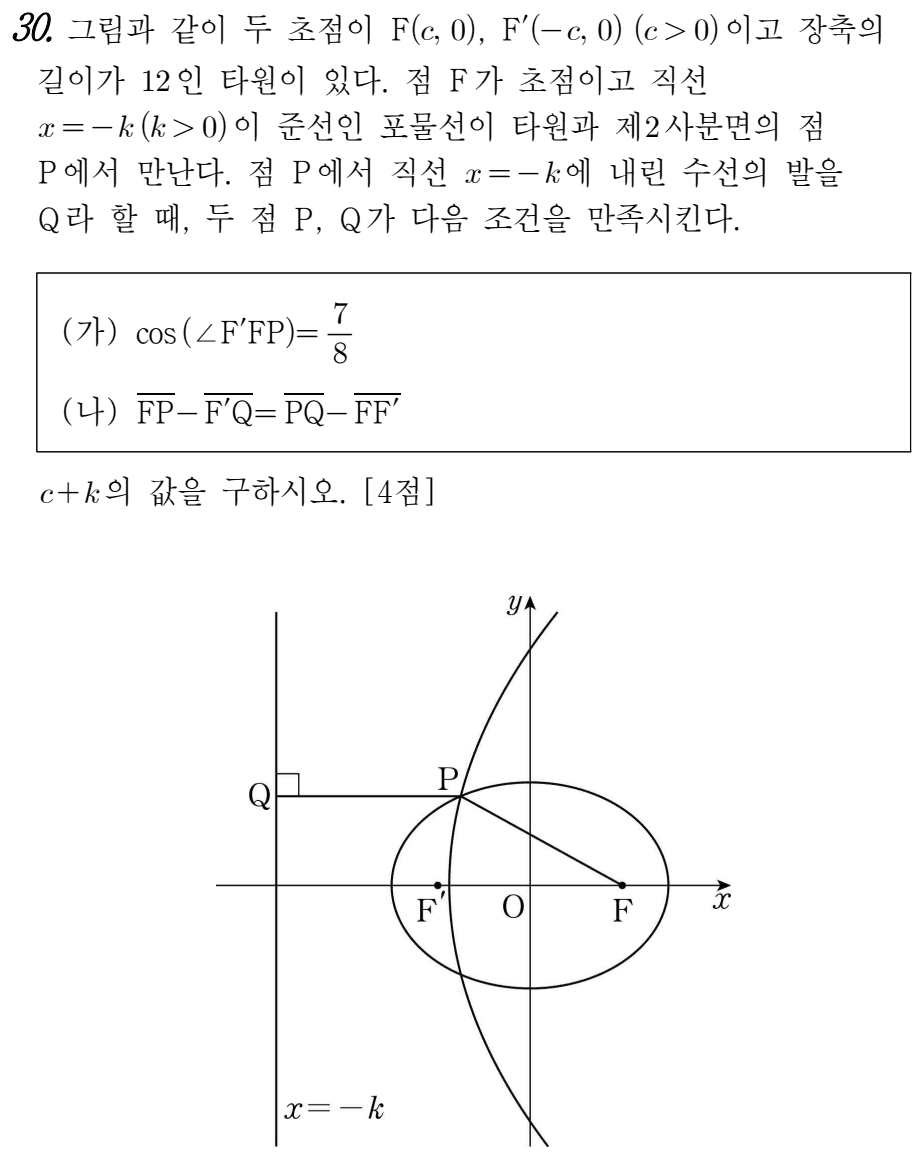 30. 그림과 같이 두 초점이 F(c, 0), F′(−c, 0) (c>0)이고 장축의
길이가 12인 타원이 있다. 점 F가 초점이고 직선
x=−k(k>0)이 준선인 포물선이 타원과 제2사분면의 점
P에서 만난다. 점 P에서 직선 x=−k에 내린 수선의 발을
Q라 할 때, 두 점 P, Q가 다음 조건을 만족시킨다.
(가) cos(∠F′FP)=7/8
(나) F̅P̅−F̅′̅Q̅=P̅Q̅−F̅F̅′̅
c+k의 값을 구하시오. [4점]
y
P
Q
F′
O
F
x
x=−k